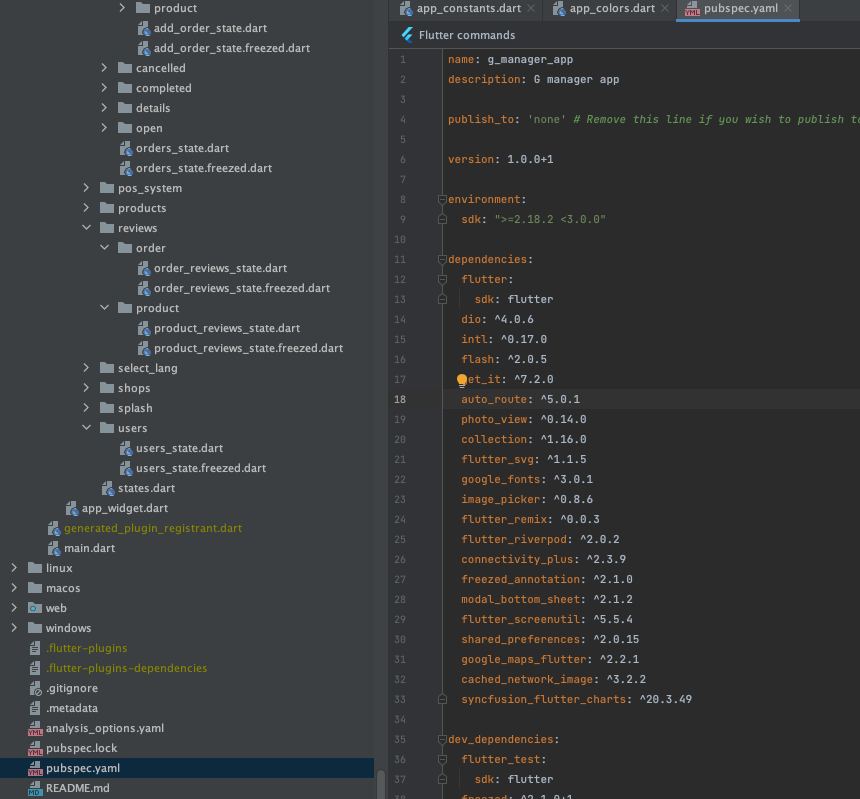 product
add_order_state.dart
add_order_state.freezed.dart
cancelled
completed
details
open
orders_state.dart
orders_state.freezed.dart
pos_system
products
reviews
order
order_reviews_state.dart
order_reviews_state.freezed.dart
product
product_reviews_state.dart
product_reviews_state.freezed.dart
select_lang
shops
splash
users
users_state.dart
users_state.freezed.dart
states.dart
app_widget.dart
generated_plugin_registrant.dart
main.dart
linux
macos
web
windows
.flutter-plugins
.flutter-plugins-dependencies
.gitignore
.metadata
analysis_options.yaml
pubspec.lock
pubspec.yaml
README.md
app_constants.dart
app_colors.dart
pubspec.yaml
Flutter commands
1 name: g_manager_app
2 description: G manager app
3
4 publish_to: 'none' # Remove this line if you wish to publish to
5
6 version: 1.0.0+1
7
8 environment:
9 sdk: ">=2.18.2 <3.0.0"
10
11 dependencies:
12 flutter:
13 sdk: flutter
14 dio: ^4.0.6
15 intl: ^0.17.0
16 flash: ^2.0.5
17 et_it: ^7.2.0
18 auto_route: ^5.0.1
19 photo_view: ^0.14.0
20 collection: ^1.16.0
21 flutter_svg: ^1.1.5
22 google_fonts: ^3.0.1
23 image_picker: ^0.8.6
24 flutter_remix: ^0.0.3
25 flutter_riverpod: ^2.0.2
26 connectivity_plus: ^2.3.9
27 freezed_annotation: ^2.1.0
28 modal_bottom_sheet: ^2.1.2
29 flutter_screenutil: ^5.5.4
30 shared_preferences: ^2.0.15
31 google_maps_flutter: ^2.2.1
32 cached_network_image: ^3.2.2
33 syncfusion_flutter_charts: ^20.3.49
34
35 dev_dependencies:
36 flutter_test:
37 sdk: flutter
38 freezed: ^2.1.0+1